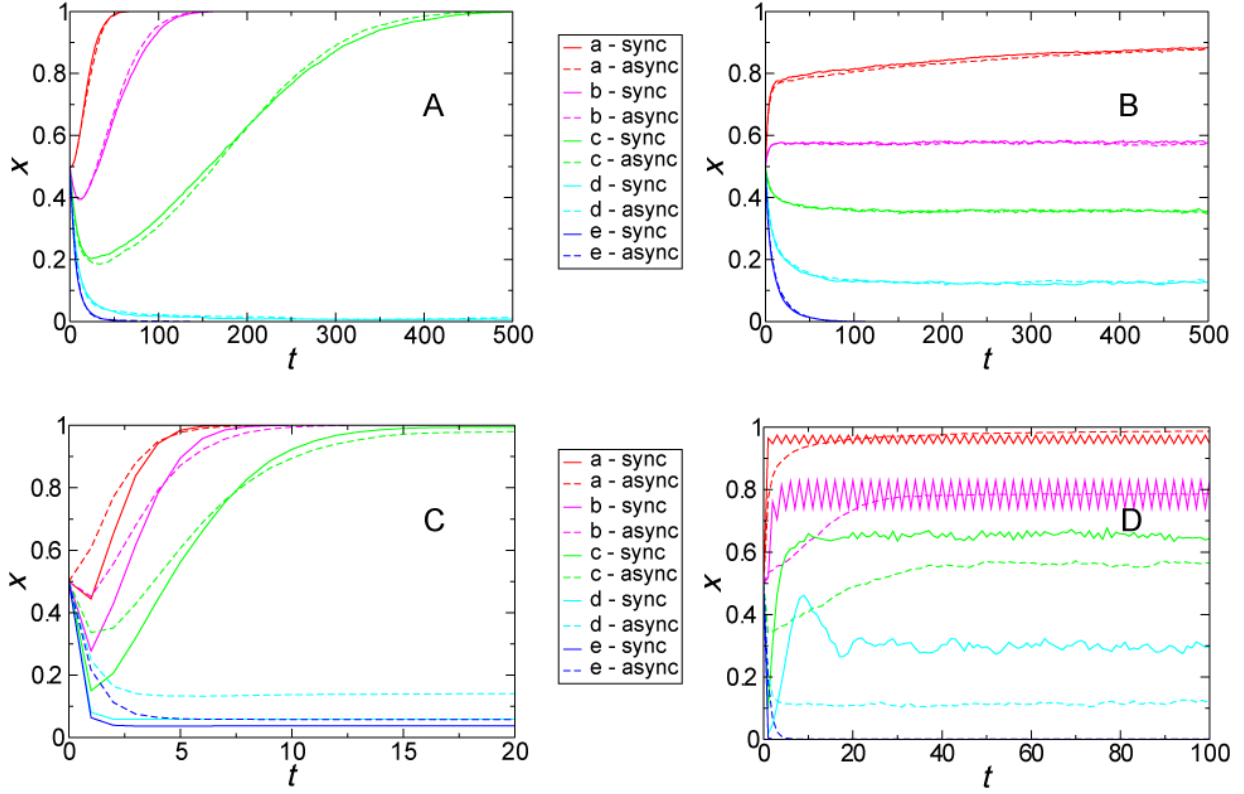 1
0.8
0.6
0.4
0.2
0
x
A
0 100 200 300 400 500
t
a - sync
a - async
b - sync
b - async
c - sync
c - async
d - sync
d - async
e - sync
e - async
1
0.8
0.6
0.4
0.2
0
x
B
0 100 200 300 400 500
t
1
0.8
0.6
0.4
0.2
0
x
C
0 5 10 15 20
t
a - sync
a - async
b - sync
b - async
c - sync
c - async
d - sync
d - async
e - sync
e - async
1
0.8
0.6
0.4
0.2
0
x
D
0 20 40 60 80 100
t